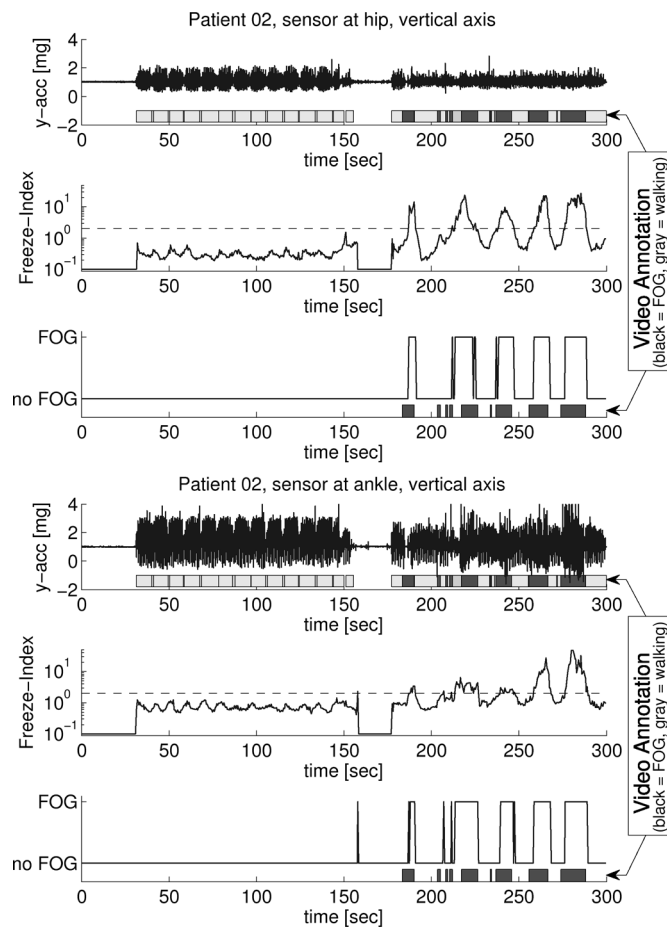 Patient 02, sensor at hip, vertical axis
y−acc [mg]
4
2
0
−2
0 50 100 150 200 250 300
time [sec]
Freeze−Index
10^1
10^0
10^−1
0 50 100 150 200 250 300
time [sec]
FOG
no FOG
0 50 100 150 200 250 300
time [sec]
Video Annotation
(black = FOG, gray = walking)
Patient 02, sensor at ankle, vertical axis
y−acc [mg]
4
2
0
−2
0 50 100 150 200 250 300
time [sec]
Freeze−Index
10^1
10^0
10^−1
0 50 100 150 200 250 300
time [sec]
FOG
no FOG
0 50 100 150 200 250 300
time [sec]
Video Annotation
(black = FOG, gray = walking)